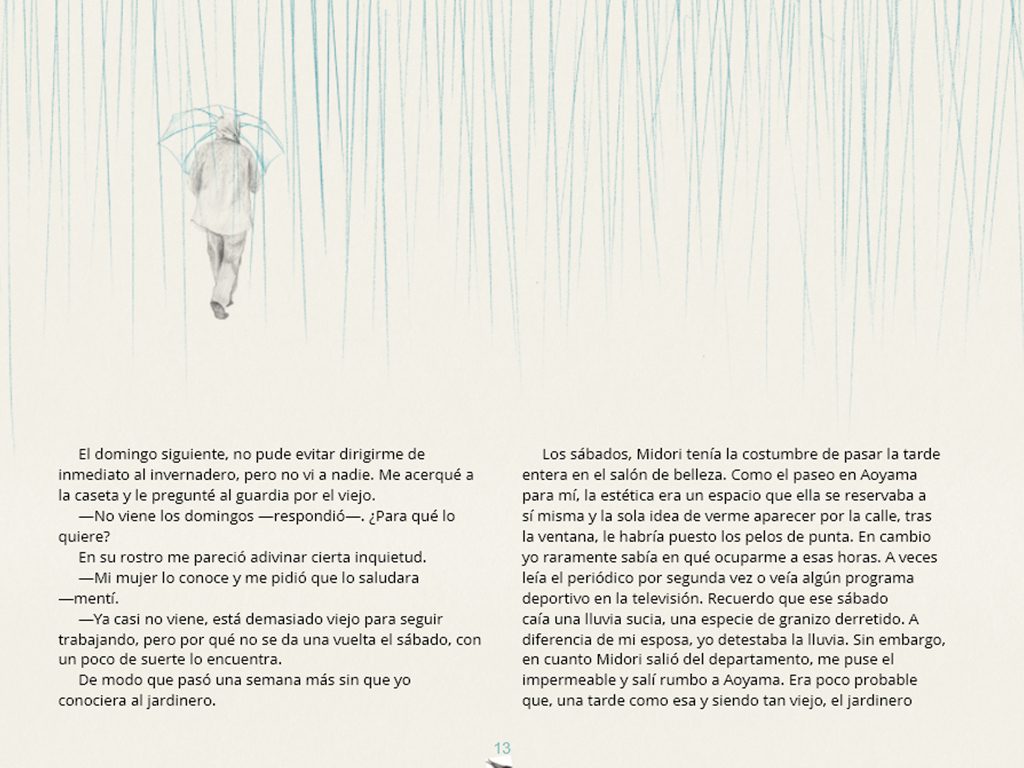 El domingo siguiente, no pude evitar dirigirme de
inmediato al invernadero, pero no vi a nadie. Me acerqué a
la caseta y le pregunté al guardia por el viejo.
—No viene los domingos —respondió—. ¿Para qué lo
quiere?
En su rostro me pareció adivinar cierta inquietud.
—Mi mujer lo conoce y me pidió que lo saludara
—mentí.
—Ya casi no viene, está demasiado viejo para seguir
trabajando, pero por qué no se da una vuelta el sábado, con
un poco de suerte lo encuentra.
De modo que pasó una semana más sin que yo
conociera al jardinero.
Los sábados, Midori tenía la costumbre de pasar la tarde
entera en el salón de belleza. Como el paseo en Aoyama
para mí, la estética era un espacio que ella se reservaba a
sí misma y la sola idea de verme aparecer por la calle, tras
la ventana, le habría puesto los pelos de punta. En cambio
yo raramente sabía en qué ocuparme a esas horas. A veces
leía el periódico por segunda vez o veía algún programa
deportivo en la televisión. Recuerdo que ese sábado
caía una lluvia sucia, una especie de granizo derretido. A
diferencia de mi esposa, yo detestaba la lluvia. Sin embargo,
en cuanto Midori salió del departamento, me puse el
impermeable y salí rumbo a Aoyama. Era poco probable
que, una tarde como esa y siendo tan viejo, el jardinero
13